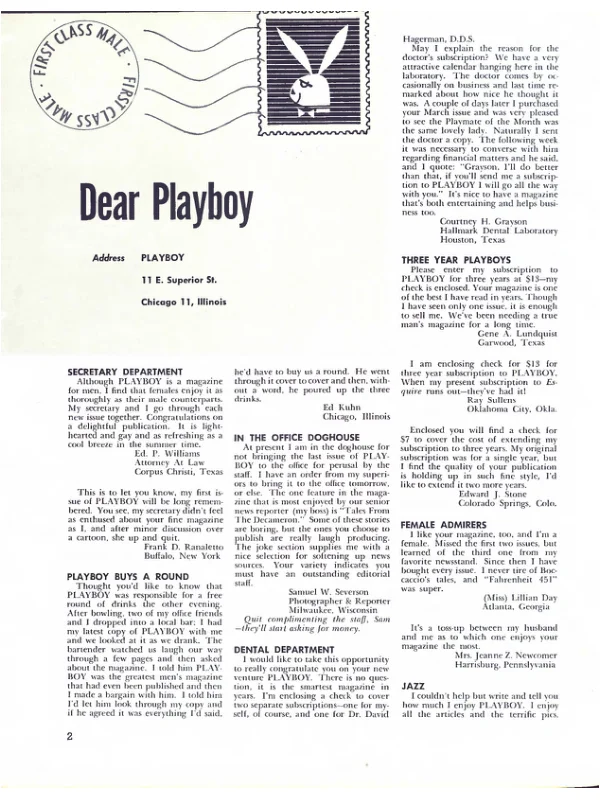 FIRST CLASS MALE · FIRST CLASS MALE ·
Dear Playboy
Address PLAYBOY
11 E. Superior St.
Chicago 11, Illinois
SECRETARY DEPARTMENT
Although PLAYBOY is a magazine
for men, I find that females enjoy it as
thoroughly as their male counterparts.
My secretary and I go through each
new issue together. Congratulations on
a delightful publication. It is light-
hearted and gay and as refreshing as a
cool breeze in the summer time.
Ed. P. Williams
Attorney At Law
Corpus Christi, Texas
This is to let you know, my first is-
sue of PLAYBOY will be long remem-
bered. You see, my secretary didn't feel
as enthused about your fine magazine
as I, and after minor discussion over
a cartoon, she up and quit.
Frank D. Ranaletto
Buffalo, New York
PLAYBOY BUYS A ROUND
Thought you'd like to know that
PLAYBOY was responsible for a free
round of drinks the other evening.
After bowling, two of my office friends
and I dropped into a local bar; I had
my latest copy of PLAYBOY with me
and we looked at it as we drank. The
bartender watched us laugh our way
through a few pages and then asked
about the magazine. I told him PLAY-
BOY was the greatest men's magazine
that had even been published and then
I made a bargain with him. I told him
I'd let him look through my copy and
if he agreed it was everything I'd said,
he'd have to buy us a round. He went
through it cover to cover and then, with-
out a word, he poured up the three
drinks.
Ed Kuhn
Chicago, Illinois
IN THE OFFICE DOGHOUSE
At present I am in the doghouse for
not bringing the last issue of PLAY-
BOY to the office for perusal by the
staff. I have an order from my superi-
ors to bring it to the office tomorrow,
or else. The one feature in the maga-
zine that is most enjoyed by our senior
news reporter (my boss) is "Tales From
The Decameron." Some of these stories
are boring, but the ones you choose to
publish are really laugh producing.
The joke section supplies me with a
nice selection for softening up news
sources. Your variety indicates you
must have an outstanding editorial
staff.
Samuel W. Severson
Photographer & Reporter
Milwaukee, Wisconsin
Quit complimenting the staff, Sam
—they'll start asking for money.
DENTAL DEPARTMENT
I would like to take this opportunity
to really congratulate you on your new
venture PLAYBOY. There is no ques-
tion, it is the smartest magazine in
years. I'm enclosing a check to cover
two separate subscriptions—one for my-
self, of course, and one for Dr. David
Hagerman, D.D.S.
May I explain the reason for the
doctor's subscription? We have a very
attractive calendar hanging here in the
laboratory. The doctor comes by oc-
casionally on business and last time re-
marked about how nice he thought it
was. A couple of days later I purchased
your March issue and was very pleased
to see the Playmate of the Month was
the same lovely lady. Naturally I sent
the doctor a copy. The following week
it was necessary to converse with him
regarding financial matters and he said,
and I quote: "Grayson, I'll do better
than that, if you'll send me a subscrip-
tion to PLAYBOY I will go all the way
with you." It's nice to have a magazine
that's both entertaining and helps busi-
ness too.
Courtney H. Grayson
Hallmark Dental Laboratory
Houston, Texas
THREE YEAR PLAYBOYS
Please enter my subscription to
PLAYBOY for three years at $13—my
check is enclosed. Your magazine is one
of the best I have read in years. Though
I have seen only one issue, it is enough
to sell me. We've been needing a true
man's magazine for a long time.
Gene A. Lundquist
Garwood, Texas
I am enclosing check for $13 for
three year subscription to PLAYBOY.
When my present subscription to Es-
quire runs out—they've had it!
Ray Sullens
Oklahoma City, Okla.
Enclosed you will find a check for
$7 to cover the cost of extending my
subscription to three years. My original
subscription was for a single year, but
I find the quality of your publication
is holding up in such fine style, I'd
like to extend it two more years.
Edward J. Stone
Colorado Springs, Colo.
FEMALE ADMIRERS
I like your magazine, too, and I'm a
female. Missed the first two issues, but
learned of the third one from my
favorite newsstand. Since then I have
bought every issue. I never tire of Boc-
caccio's tales, and "Fahrenheit 451"
was super.
(Miss) Lillian Day
Atlanta, Georgia
It's a toss-up between my husband
and me as to which one enjoys your
magazine the most.
Mrs. Jeanne Z. Newcomer
Harrisburg, Pennslyvania
JAZZ
I couldn't help but write and tell you
how much I enjoy PLAYBOY. I enjoy
all the articles and the terrific pics.
2